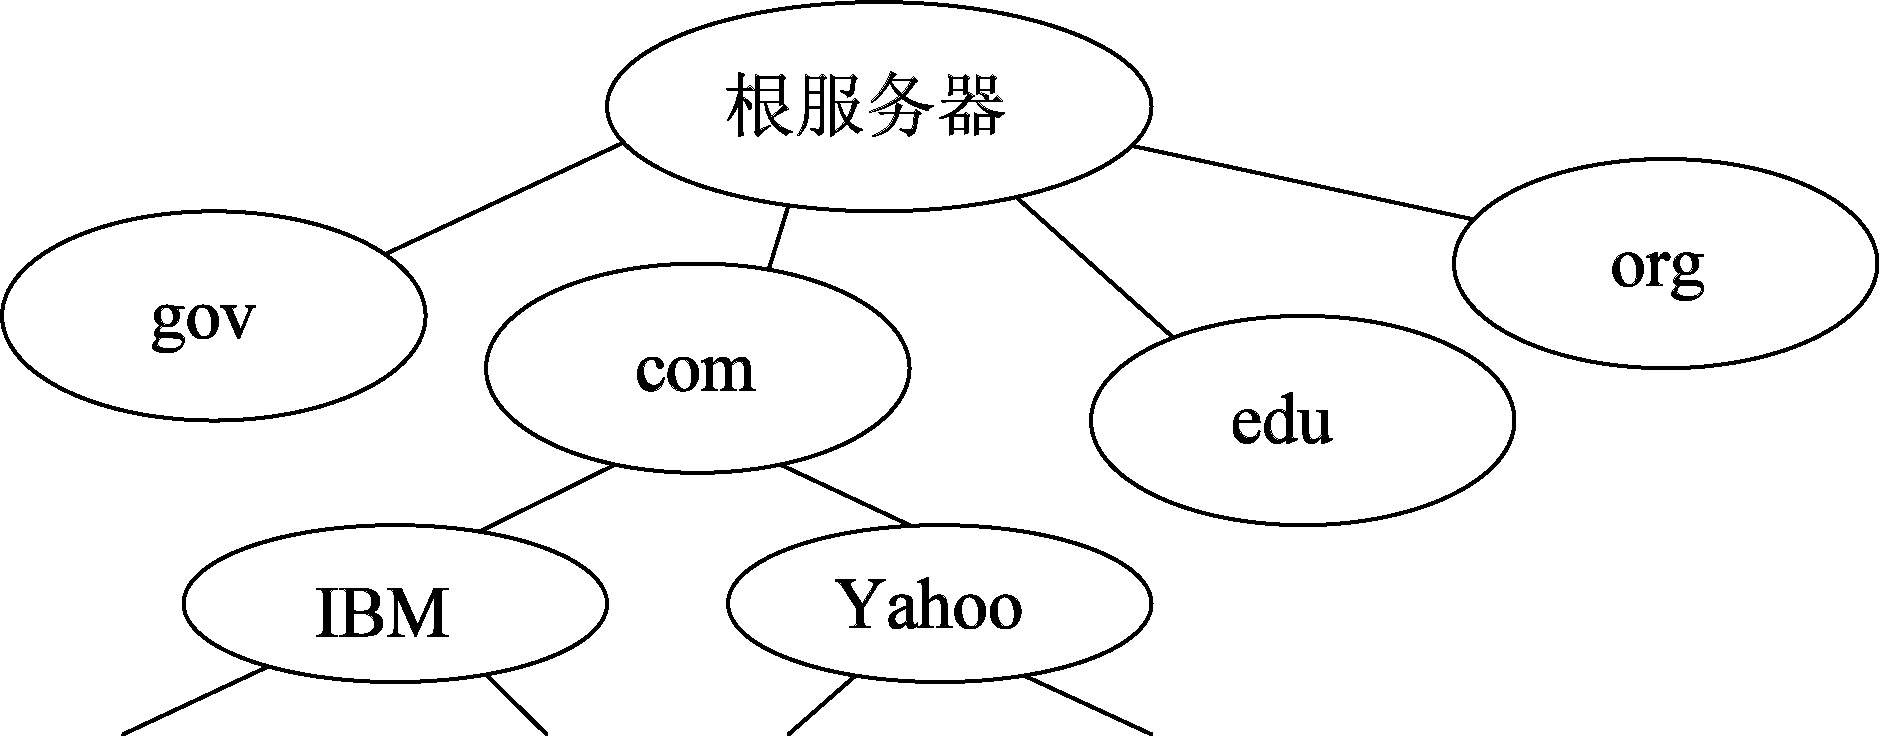 根服务器
gov
com
edu
org
IBM
Yahoo